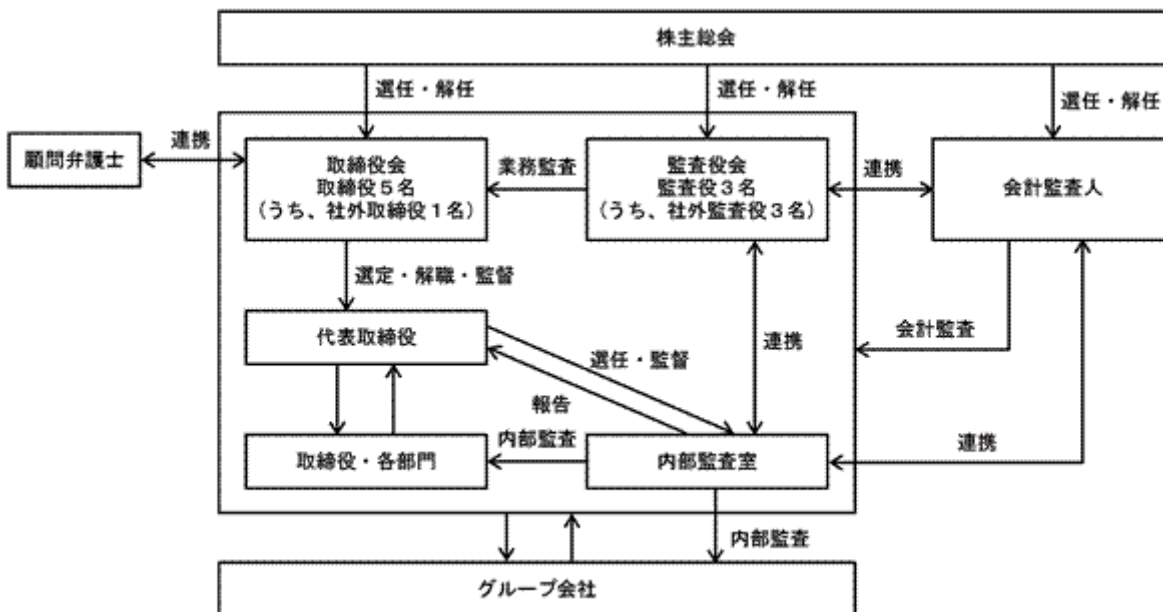 株主総会
選任・解任
選任・解任
選任・解任
顧問弁護士
連携
取締役会
取締役5名
(うち、社外取締役1名)
業務監査
監査役会
監査役3名
(うち、社外監査役3名)
連携
会計監査人
選定・解職・監督
代表取締役
選任・監督
連携
会計監査
報告
内部監査
取締役・各部門
内部監査室
連携
内部監査
グループ会社